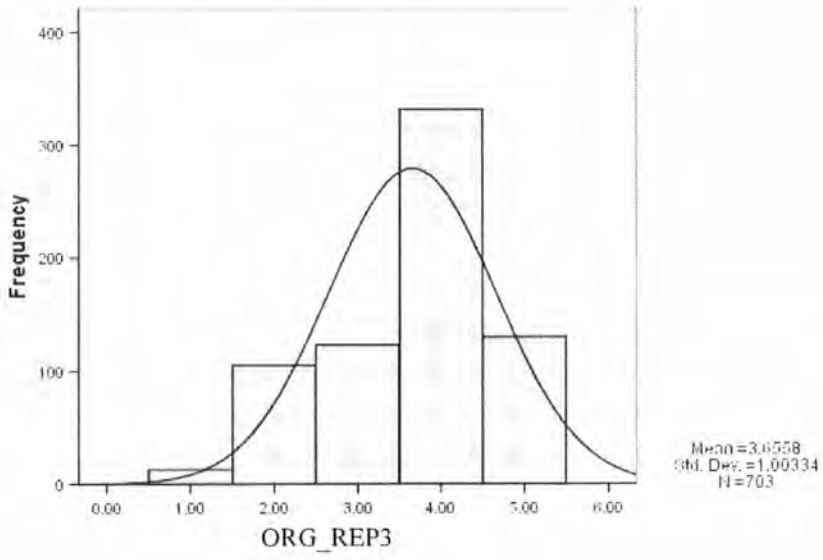 400
300
200
100
0
Frequency
0.00 1.00 2.00 3.00 4.00 5.00 6.00
ORG_REP3
Mean =3.6558
Std. Dev. =1.00334
N =703